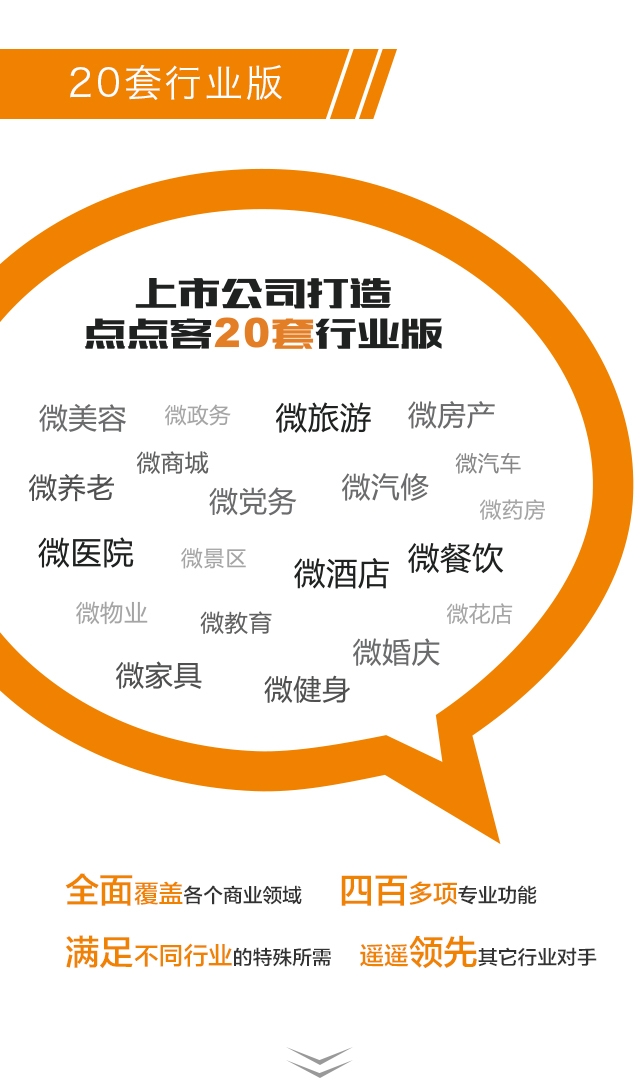 20套行业版
上市公司打造
点点客20套行业版
微美容 微政务 微旅游 微房产
微商城 微汽车
微养老 微党务 微汽修
微药房
微医院 微景区 微酒店 微餐饮
微物业 微教育 微花店
微婚庆
微家具 微健身
全面覆盖各个商业领域 四百多项专业功能
满足不同行业的特殊所需 遥遥领先其它行业对手